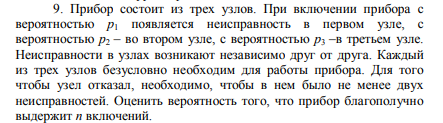 9. Прибор состоит из трех узлов. При включении прибора с
вероятностью p1 появляется неисправность в первом узле, с
вероятностью p2 – во втором узле, с вероятностью p3 –в третьем узле.
Неисправности в узлах возникают независимо друг от друга. Каждый
из трех узлов безусловно необходим для работы прибора. Для того
чтобы узел отказал, необходимо, чтобы в нем было не менее двух
неисправностей. Оценить вероятность того, что прибор благополучно
выдержит n включений.